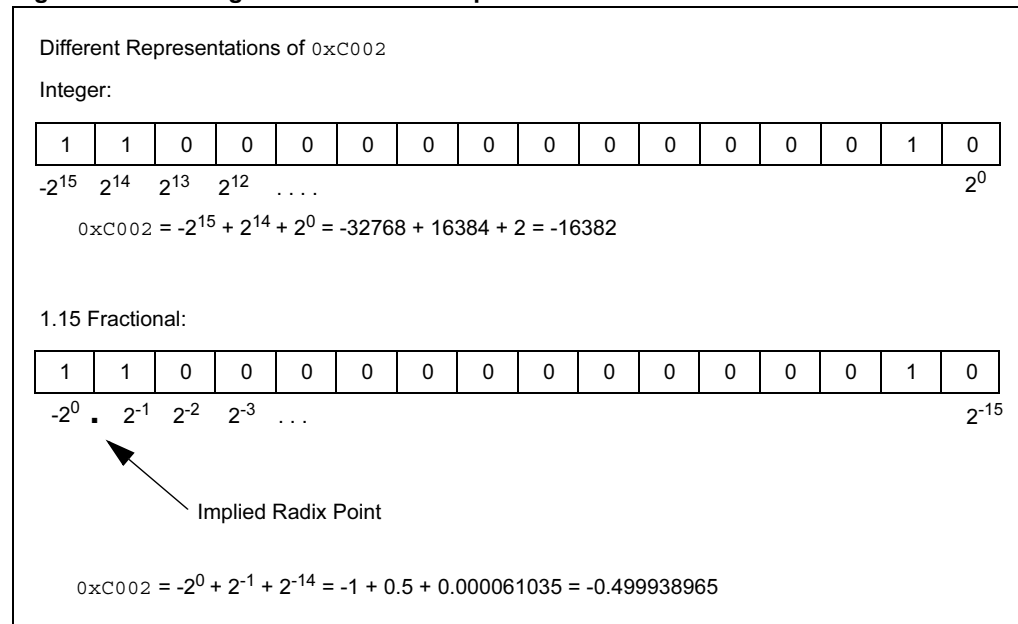 Different Representations of 0xC002
Integer:
1 1 0 0 0 0 0 0 0 0 0 0 0 0 1 0
-2^15 2^14 2^13 2^12 .... 2^0
0xC002 = -2^15 + 2^14 + 2^0 = -32768 + 16384 + 2 = -16382
1.15 Fractional:
1 1 0 0 0 0 0 0 0 0 0 0 0 0 1 0
-2^0 . 2^-1 2^-2 2^-3 ... 2^-15
Implied Radix Point
0xC002 = -2^0 + 2^-1 + 2^-14 = -1 + 0.5 + 0.000061035 = -0.499938965